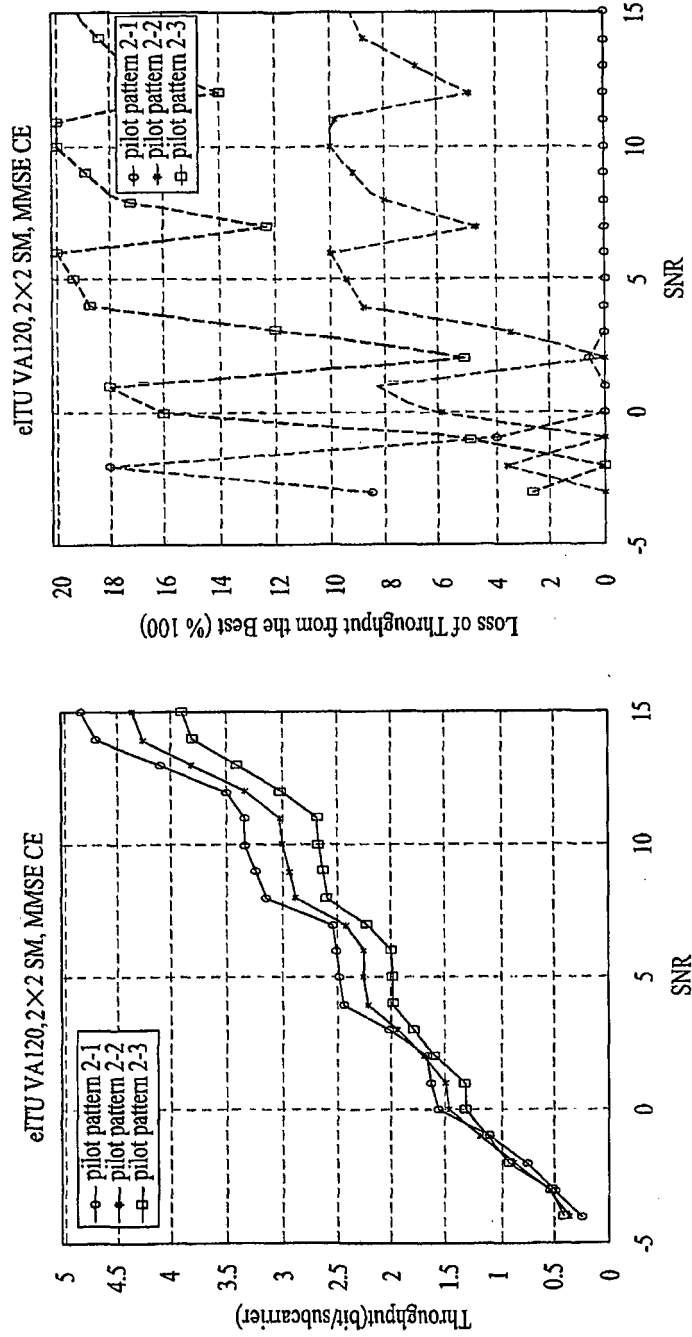 eITU VA120, 2×2 SM, MMSE CE
pilot pattern 2-1
pilot pattern 2-2
pilot pattern 2-3
Throughput(bit/subcarrier)
5
4.5
4
3.5
3
2.5
2
1.5
1
0.5
0
-5
0
5
10
15
SNR
eITU VA120, 2×2 SM, MMSE CE
pilot pattern 2-1
pilot pattern 2-2
pilot pattern 2-3
Loss of Throughput from the Best (% 100)
20
18
16
14
12
10
8
6
4
2
0
-5
0
5
10
15
SNR